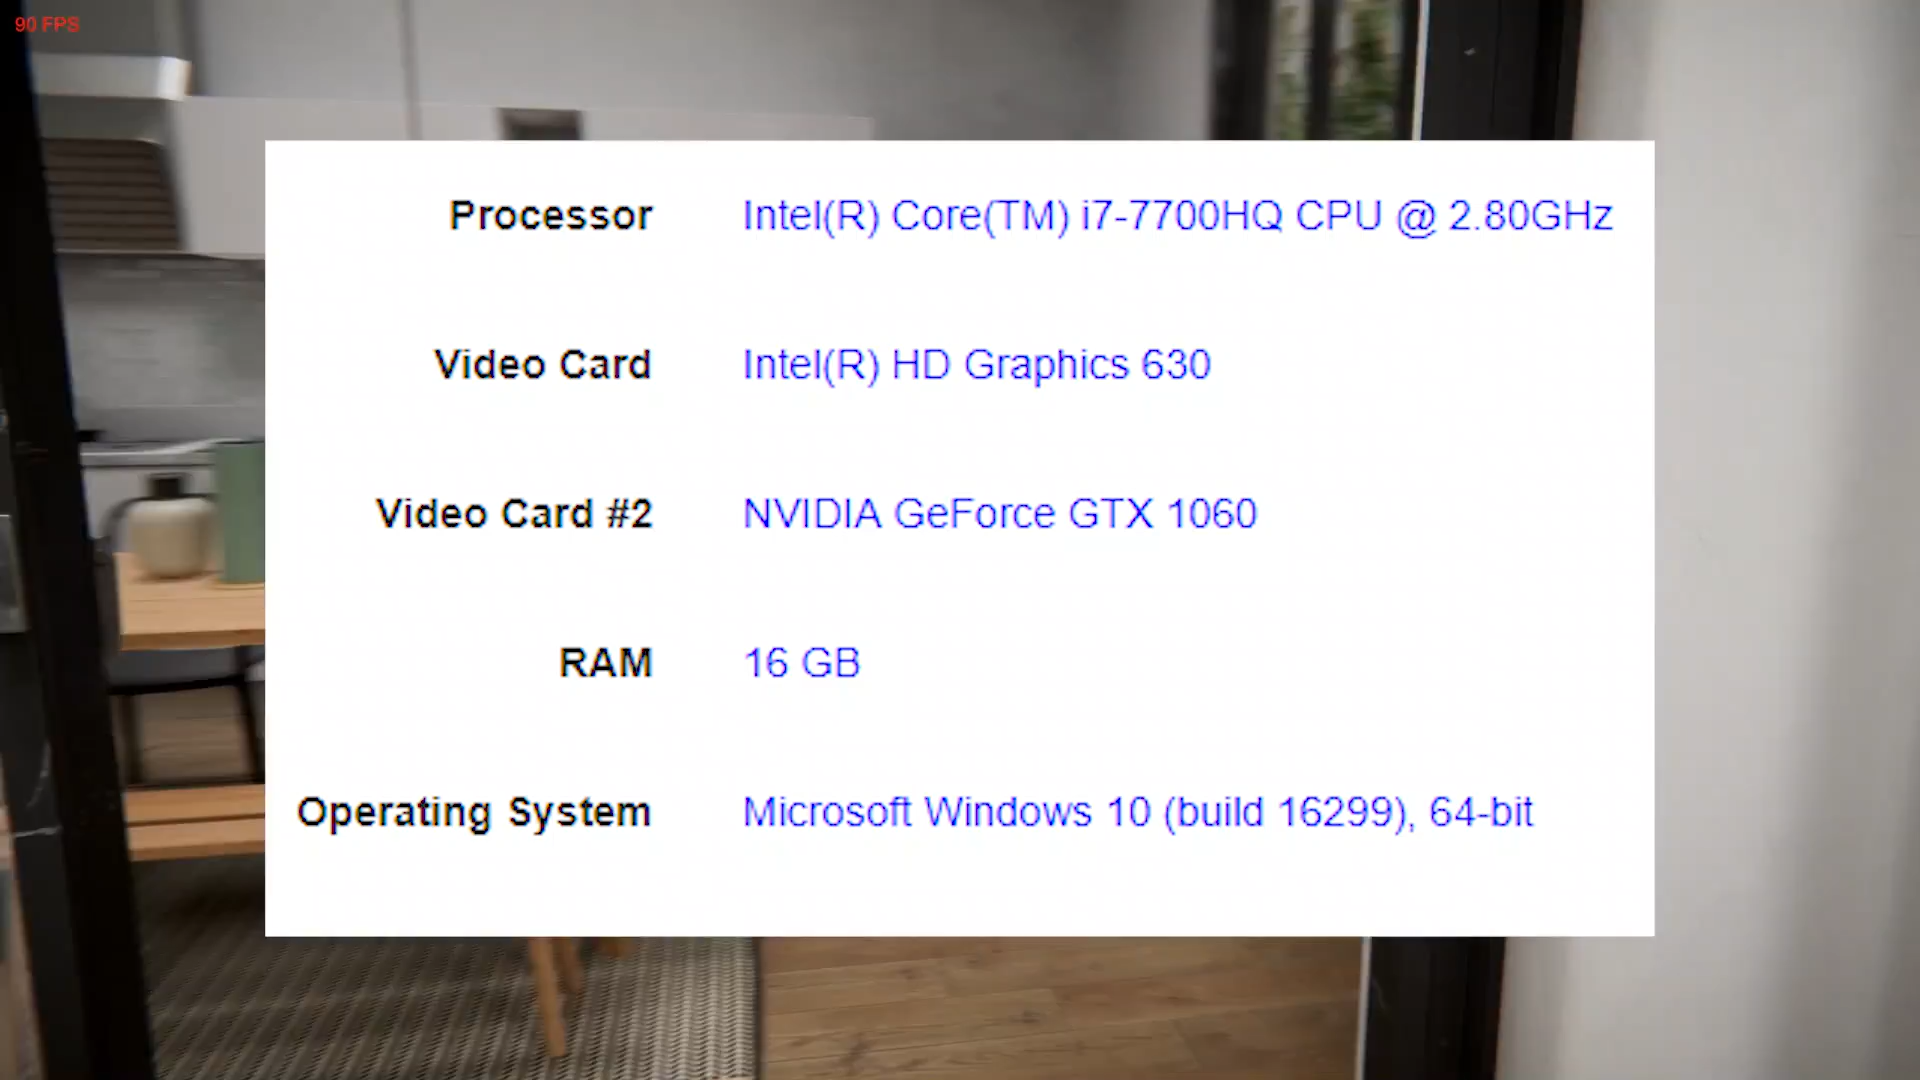 90 FPS
Processor Intel(R) Core(TM) i7-7700HQ CPU @ 2.80GHz
Video Card Intel(R) HD Graphics 630
Video Card #2 NVIDIA GeForce GTX 1060
RAM 16 GB
Operating System Microsoft Windows 10 (build 16299), 64-bit